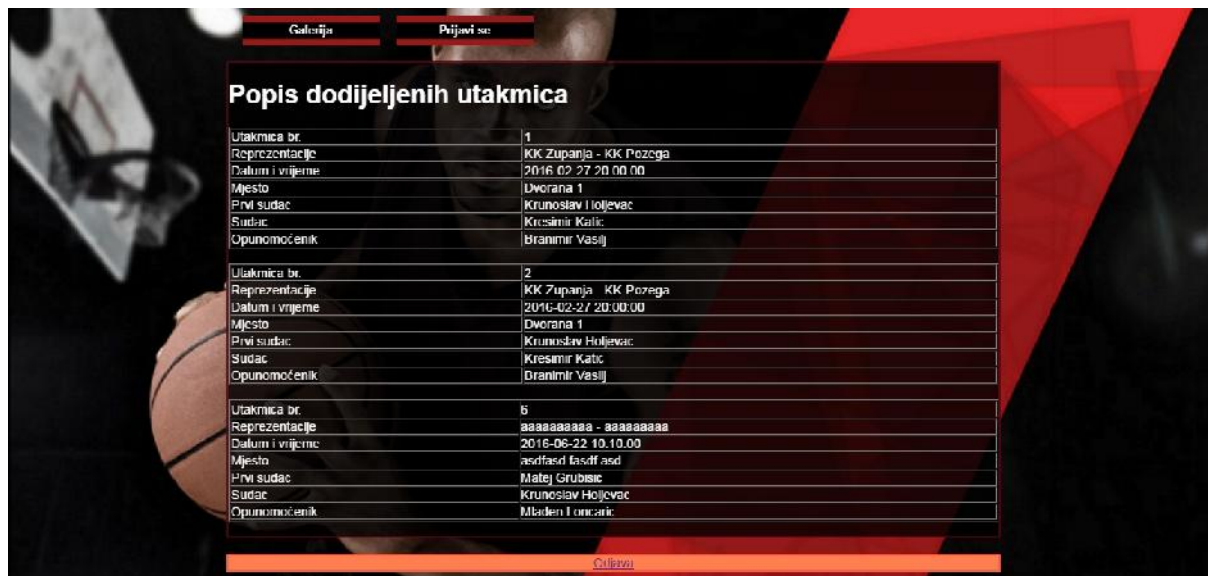 Galerija Prijavi se
Popis dodijeljenih utakmica
Utakmica br. 1
Reprezentacije KK Zupanja - KK Pozega
Datum i vrijeme 2016-02-27 20:00:00
Mjesto Dvorana 1
Prvi sudac Krunoslav Holjevac
Sudac Kresimir Katic
Opunomoćenik Branimir Vasilj
Utakmica br. 2
Reprezentacije KK Zupanja - KK Pozega
Datum i vrijeme 2016-02-27 20:00:00
Mjesto Dvorana 1
Prvi sudac Krunoslav Holjevac
Sudac Kresimir Katic
Opunomoćenik Branimir Vasilj
Utakmica br. 6
Reprezentacije aaaaaaaaaa - aaaaaaaaa
Datum i vrijeme 2016-06-22 10:10:00
Mjesto asdfasd fasdf asd
Prvi sudac Matej Grubisic
Sudac Krunoslav Holjevac
Opunomoćenik Mladen Loncaric
Odjava